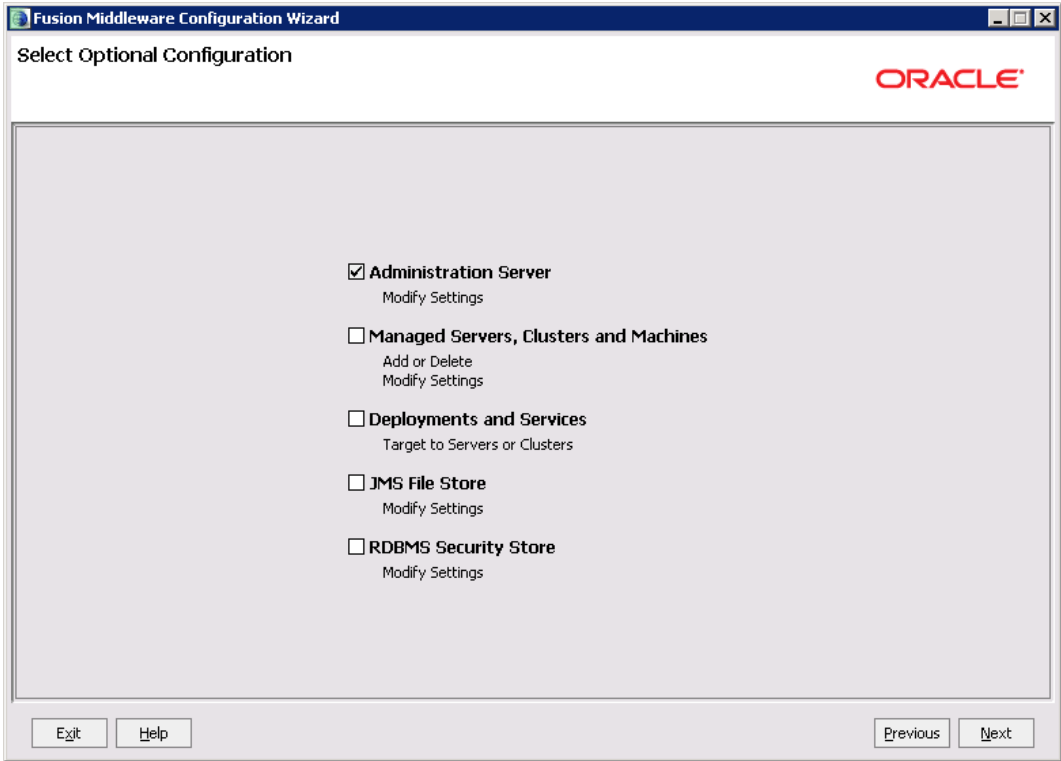 Fusion Middleware Configuration Wizard
Select Optional Configuration
ORACLE
Administration Server
Modify Settings
Managed Servers, Clusters and Machines
Add or Delete
Modify Settings
Deployments and Services
Target to Servers or Clusters
JMS File Store
Modify Settings
RDBMS Security Store
Modify Settings
Exit Help Previous Next